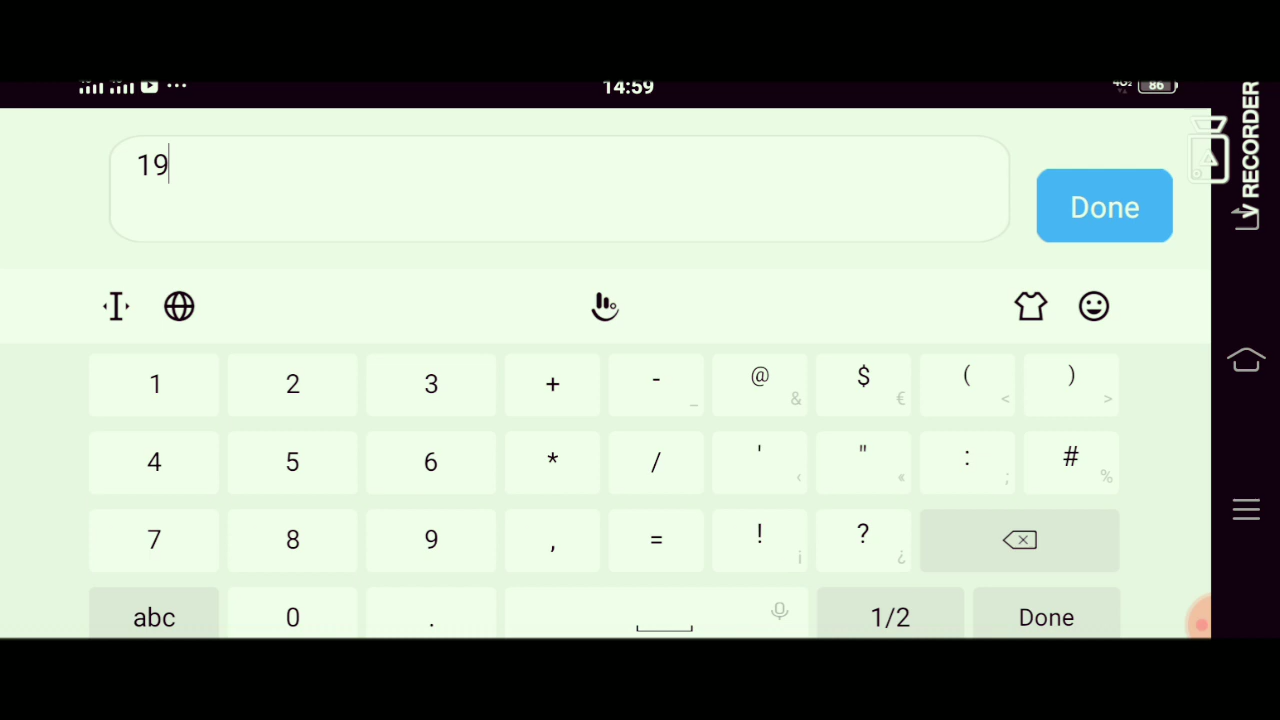 14:59
86
V RECORDER
19
Done
1 2 3 + - _ @ & $ € ( < ) >
4 5 6 * / ' ‹ " « : ; # %
7 8 9 , = ! ¡ ? ¿
abc 0 . 1/2 Done